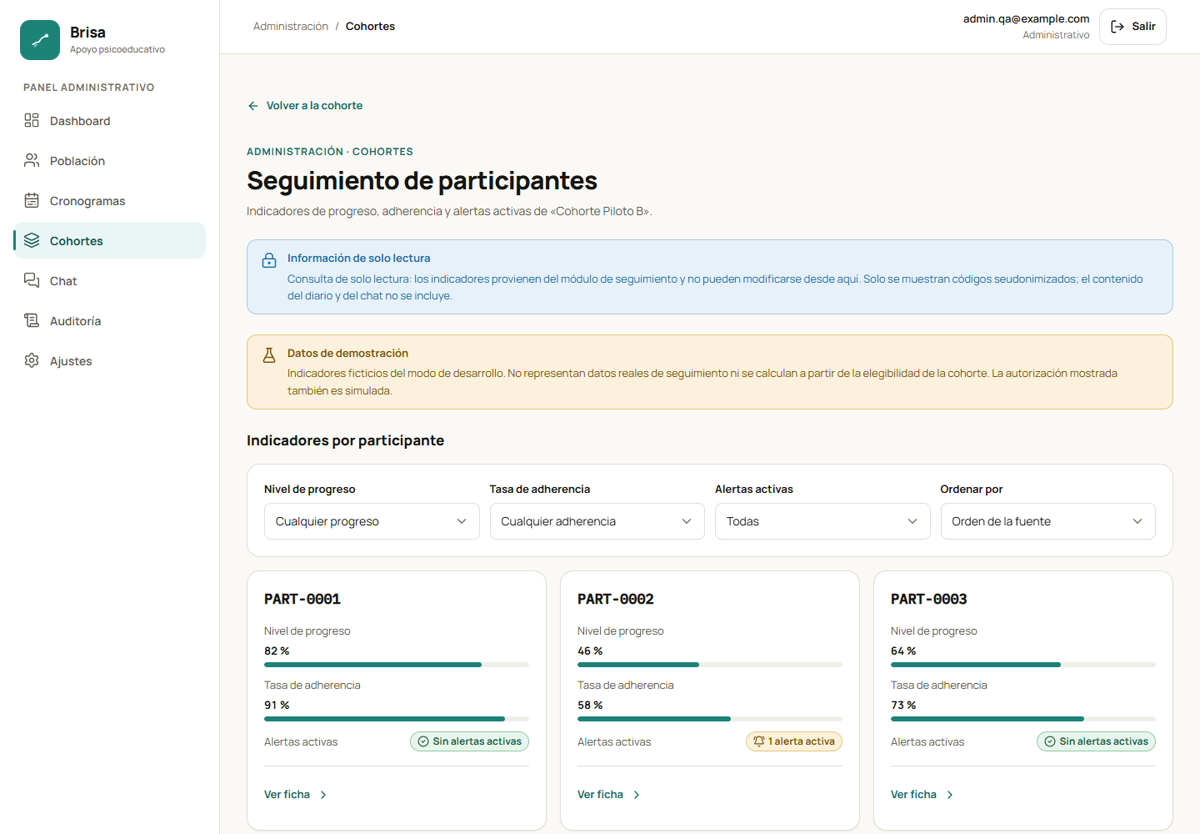 Brisa
Apoyo psicoeducativo
PANEL ADMINISTRATIVO
Dashboard
Población
Cronogramas
Cohortes
Chat
Auditoría
Ajustes
Administración / Cohortes
admin.qa@example.com
Administrativo
Salir
Volver a la cohorte
ADMINISTRACIÓN · COHORTES
Seguimiento de participantes
Indicadores de progreso, adherencia y alertas activas de «Cohorte Piloto B».
Información de solo lectura
Consulta de solo lectura: los indicadores provienen del módulo de seguimiento y no pueden modificarse desde aquí. Solo se muestran códigos seudonimizados; el contenido
del diario y del chat no se incluye.
Datos de demostración
Indicadores ficticios del modo de desarrollo. No representan datos reales de seguimiento ni se calculan a partir de la elegibilidad de la cohorte. La autorización mostrada
también es simulada.
Indicadores por participante
Nivel de progreso
Cualquier progreso
Tasa de adherencia
Cualquier adherencia
Alertas activas
Todas
Ordenar por
Orden de la fuente
PART-0001
Nivel de progreso
82 %
Tasa de adherencia
91 %
Alertas activas
Sin alertas activas
Ver ficha
PART-0002
Nivel de progreso
46 %
Tasa de adherencia
58 %
Alertas activas
1 alerta activa
Ver ficha
PART-0003
Nivel de progreso
64 %
Tasa de adherencia
73 %
Alertas activas
Sin alertas activas
Ver ficha